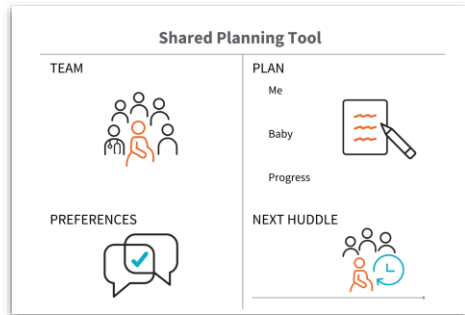 Shared Planning Tool
TEAM
PLAN
Me
Baby
Progress
PREFERENCES
NEXT HUDDLE